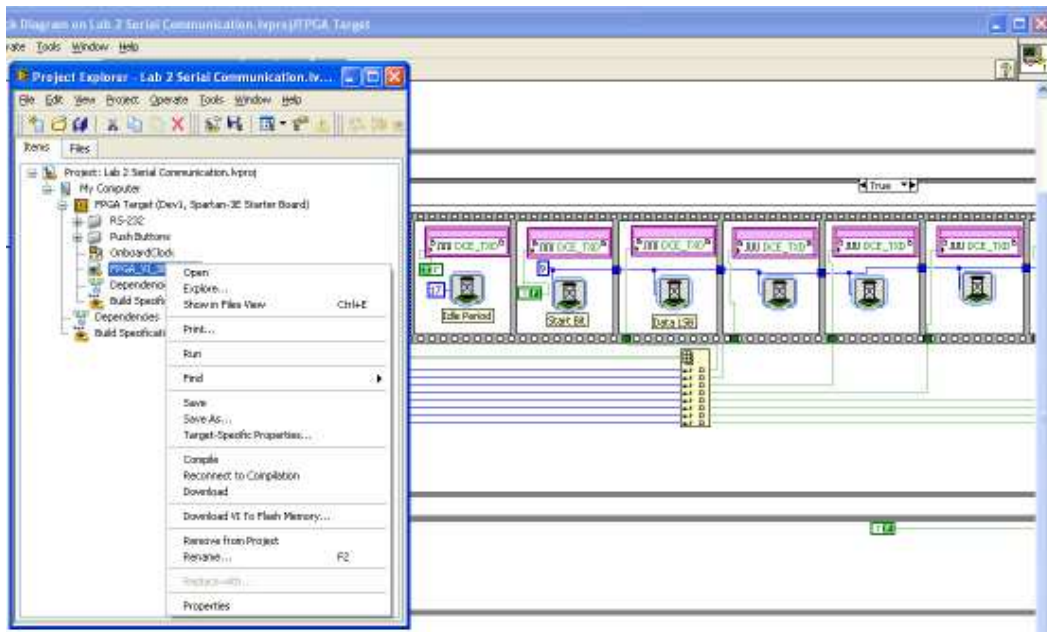 k Diagram on Lab 2 Serial Communication.lvproj/FPGA Target
rate Tools Window Help
Project Explorer - Lab 2 Serial Communication.lv...
File Edit View Project Operate Tools Window Help
Items Files
Project: Lab 2 Serial Communication.lvproj
My Computer
FPGA Target (Dev1, Spartan-3E Starter Board)
RS-232
Push Buttons
Onboard Clock
Dependenc
Build Specifi
Dependencies
Build Specificati
Open
Explore...
Show in Files View Ctrl+E
Print...
Run
Find
Save
Save As...
Target-Specific Properties...
Compile
Reconnect to Compilation
Download
Download VI To Flash Memory...
Remove from Project
Rename... F2
Replace with...
Properties
True
DCE_TXD DCE_TXD DCE_TXD DCE_TXD DCE_TXD DCE_TXD
Idle Period Start Bit Data LSB